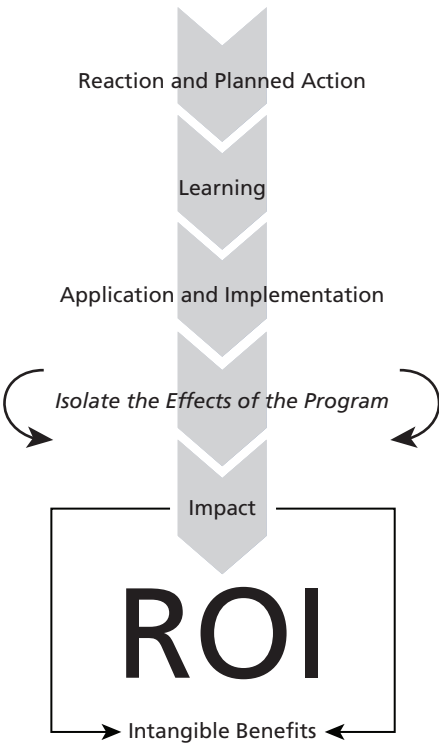 Reaction and Planned Action
Learning
Application and Implementation
Isolate the Effects of the Program
Impact
ROI
Intangible Benefits